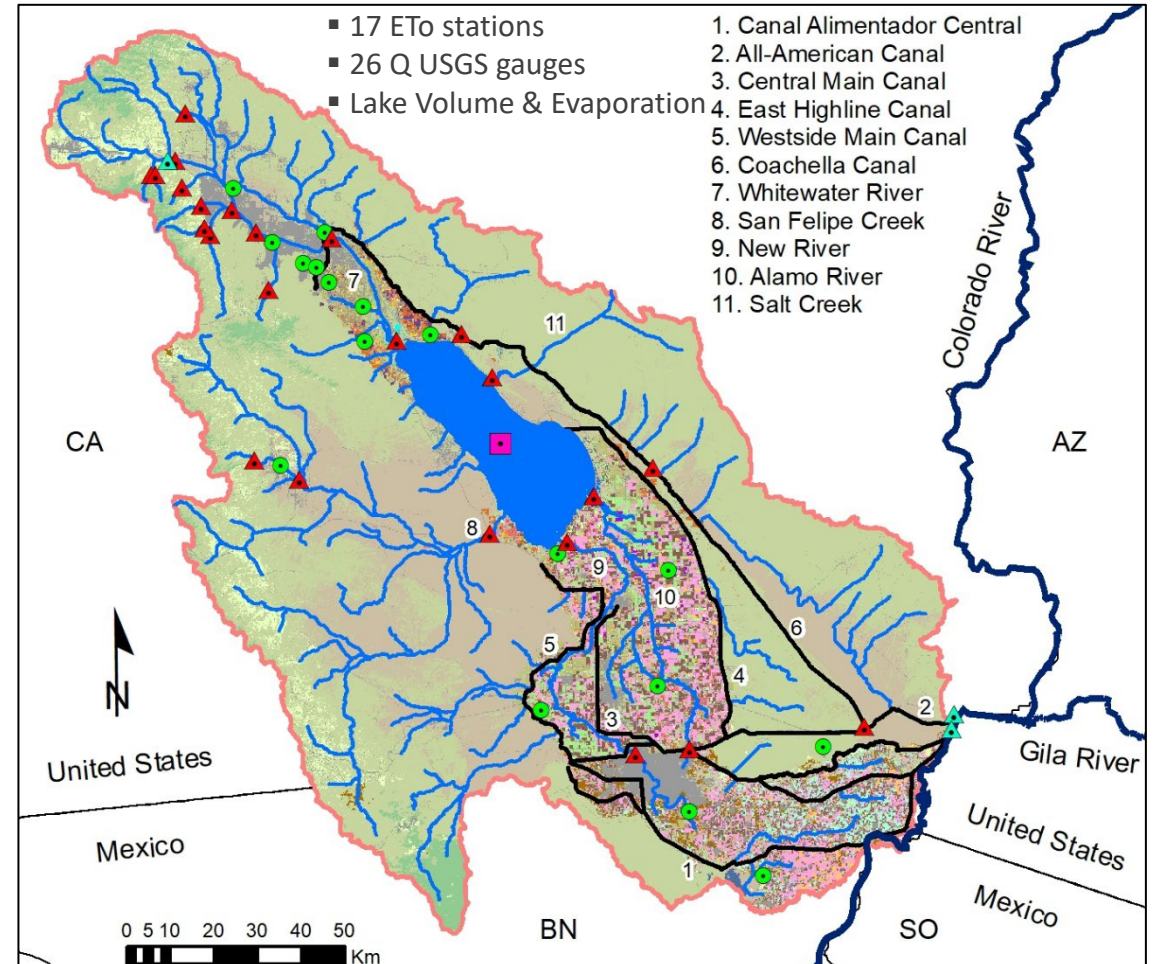 ▪ 17 ETo stations
▪ 26 Q USGS gauges
▪ Lake Volume & Evaporation
1. Canal Alimentador Central
2. All-American Canal
3. Central Main Canal
4. East Highline Canal
5. Westside Main Canal
6. Coachella Canal
7. Whitewater River
8. San Felipe Creek
9. New River
10. Alamo River
11. Salt Creek
Colorado River
7
11
CA
AZ
8
9
10
5
6
4
N
3
2
Gila River
United States
United States
Mexico
1
Mexico
BN
SO
0 5 10 20 30 40 50
Km